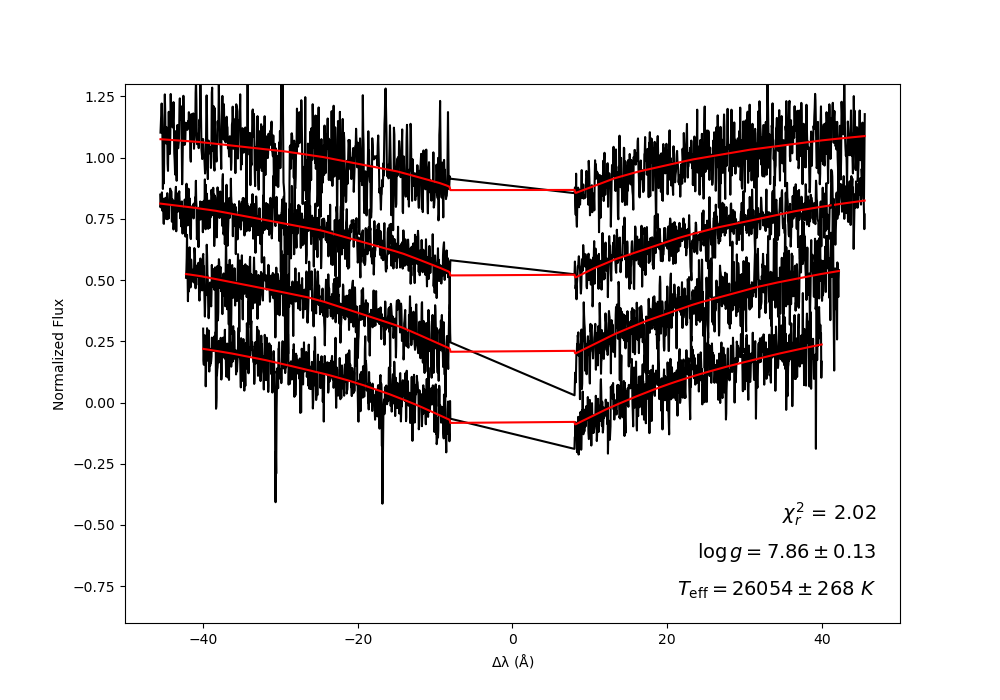 1.25
1.00
0.75
0.50
0.25
0.00
−0.25
−0.50
−0.75
Normalized Flux
χ²ᵣ = 2.02
log g = 7.86 ± 0.13
T_eff = 26054 ± 268 K
−40 −20 0 20 40
Δλ (Å)